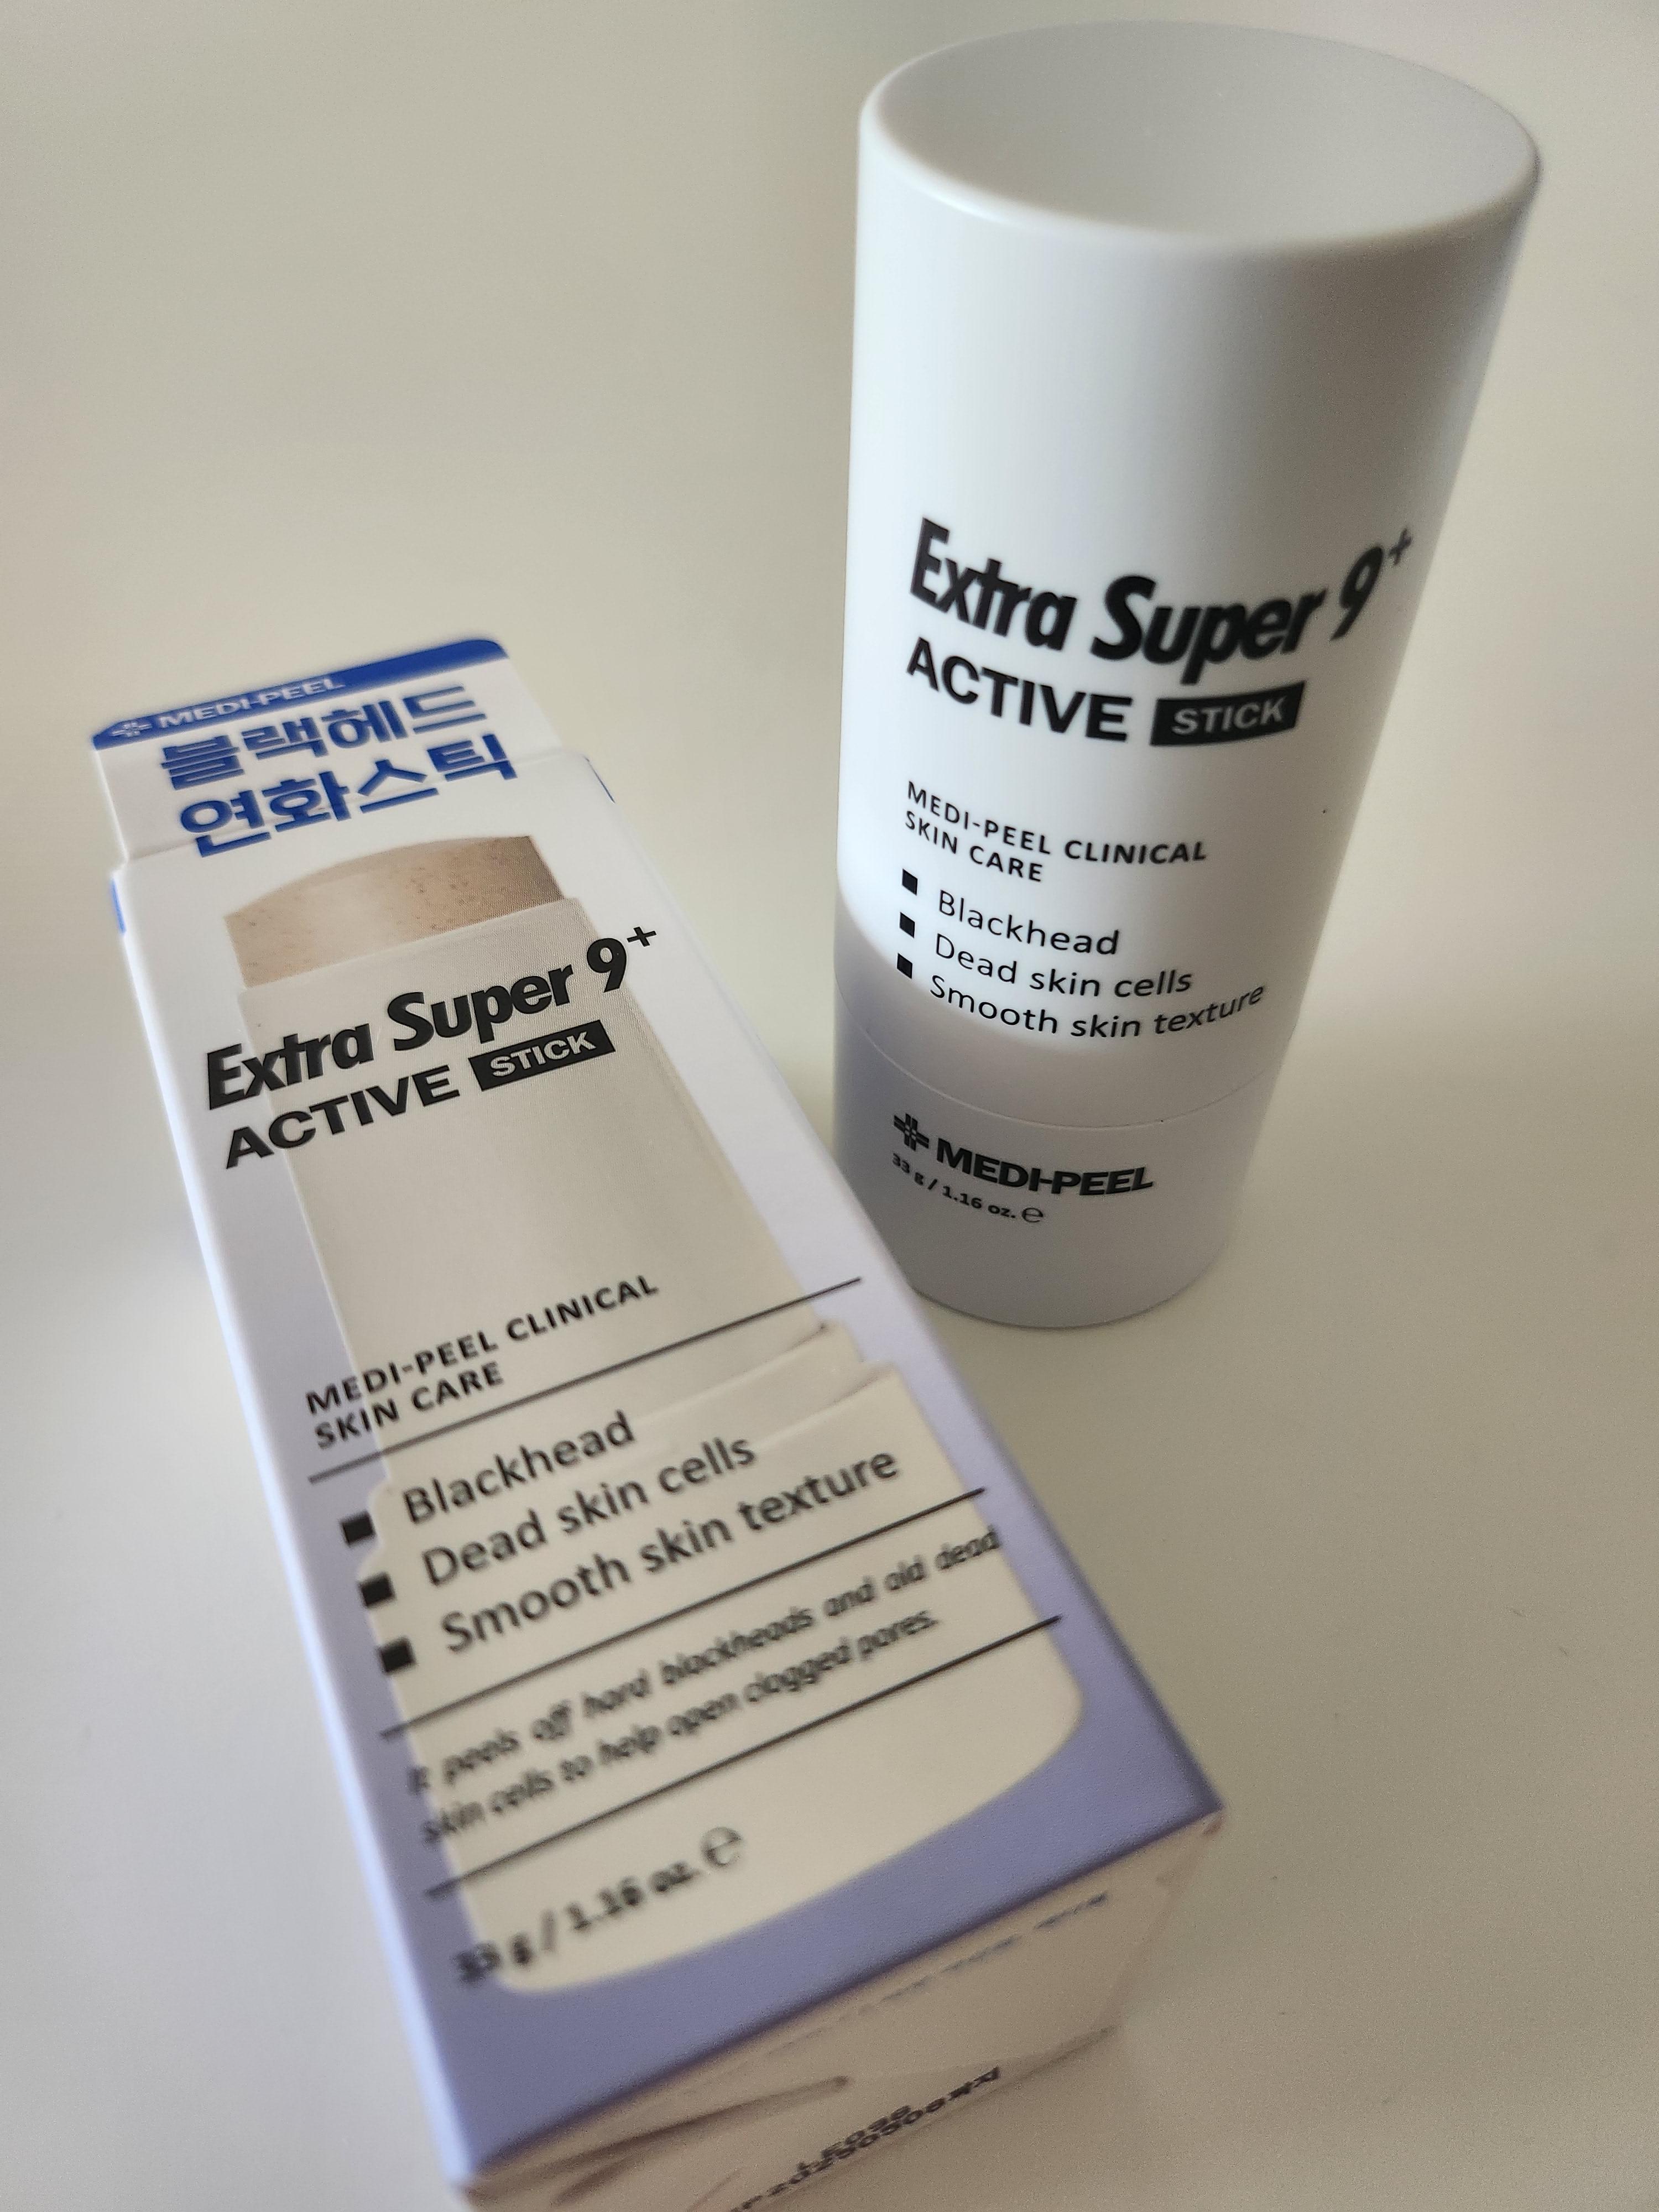 MEDI-PEEL
블랙헤드
연화스틱
Extra Super 9+
ACTIVE STICK
MEDI-PEEL CLINICAL
SKIN CARE
■ Blackhead
■ Dead skin cells
■ Smooth skin texture
It peels off hard blackheads and old dead
skin cells to help open clogged pores.
33 g / 1.16 oz. ℮
Extra Super 9+
ACTIVE STICK
MEDI-PEEL CLINICAL
SKIN CARE
■ Blackhead
■ Dead skin cells
■ Smooth skin texture
MEDI-PEEL
33 g / 1.16 oz. ℮